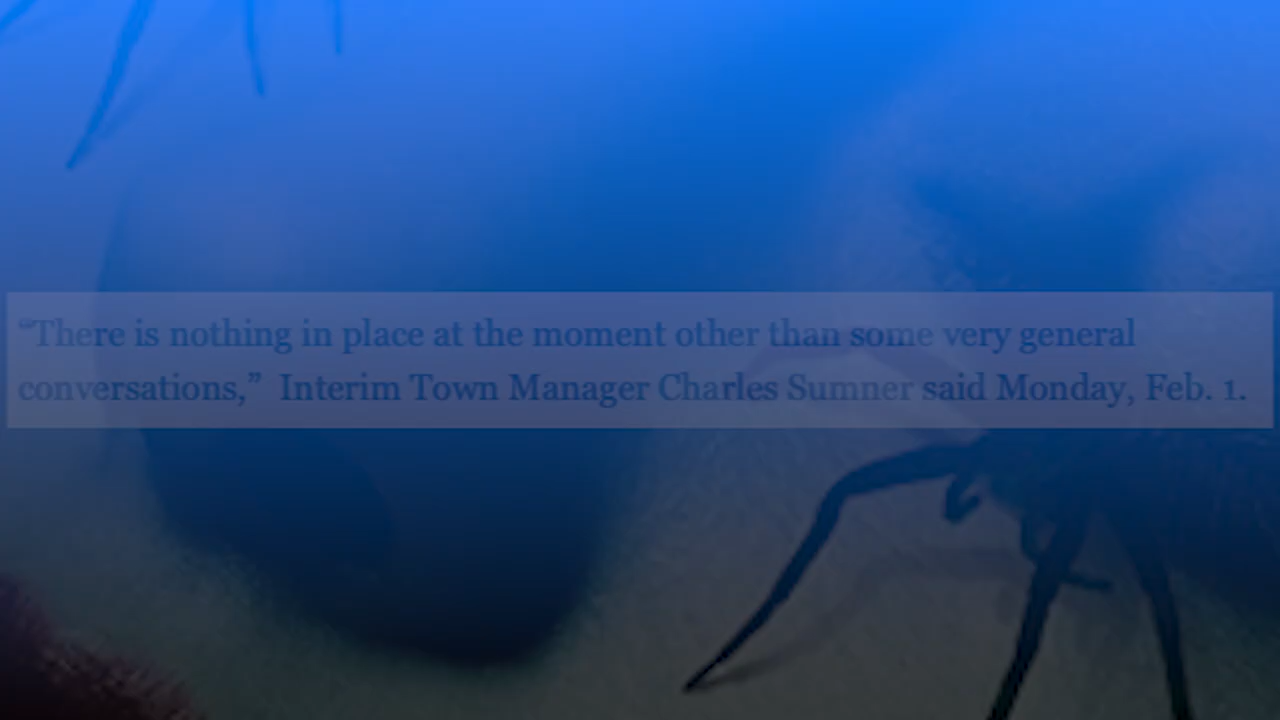 “There is nothing in place at the moment other than some very general
conversations,”  Interim Town Manager Charles Sumner said Monday, Feb. 1.